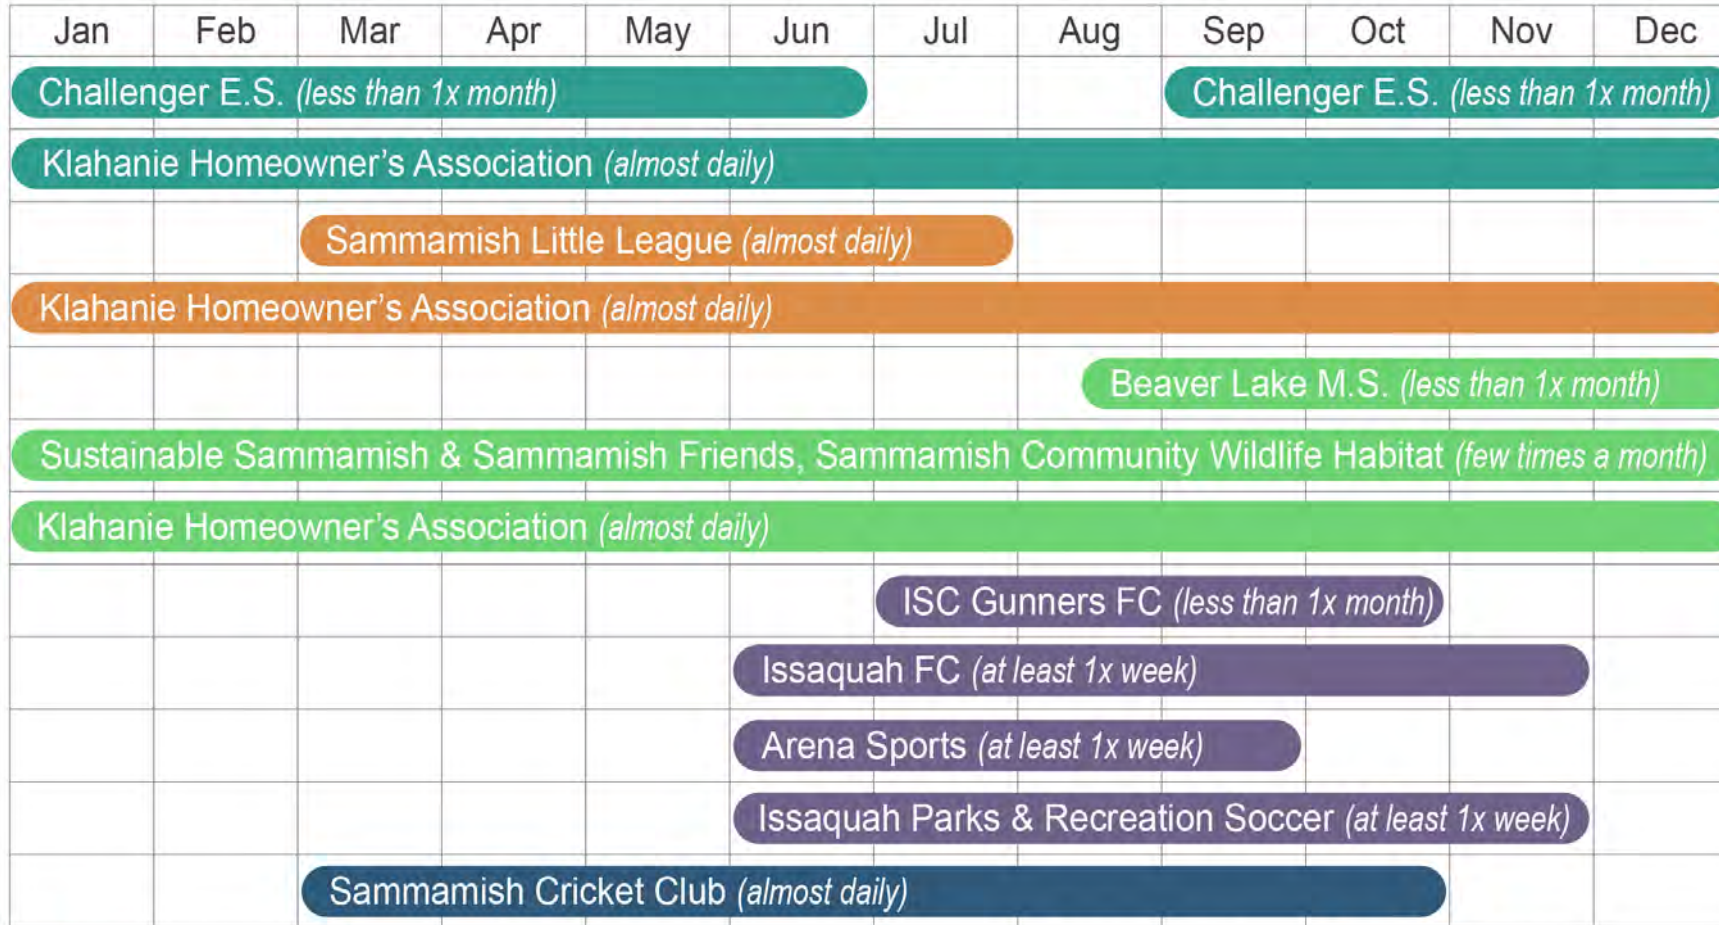 Jan Feb Mar Apr May Jun Jul Aug Sep Oct Nov Dec
Challenger E.S. (less than 1x month) Challenger E.S. (less than 1x month)
Klahanie Homeowner's Association (almost daily)
Sammamish Little League (almost daily)
Klahanie Homeowner's Association (almost daily)
Beaver Lake M.S. (less than 1x month)
Sustainable Sammamish & Sammamish Friends, Sammamish Community Wildlife Habitat (few times a month)
Klahanie Homeowner's Association (almost daily)
ISC Gunners FC (less than 1x month)
Issaquah FC (at least 1x week)
Arena Sports (at least 1x week)
Issaquah Parks & Recreation Soccer (at least 1x week)
Sammamish Cricket Club (almost daily)